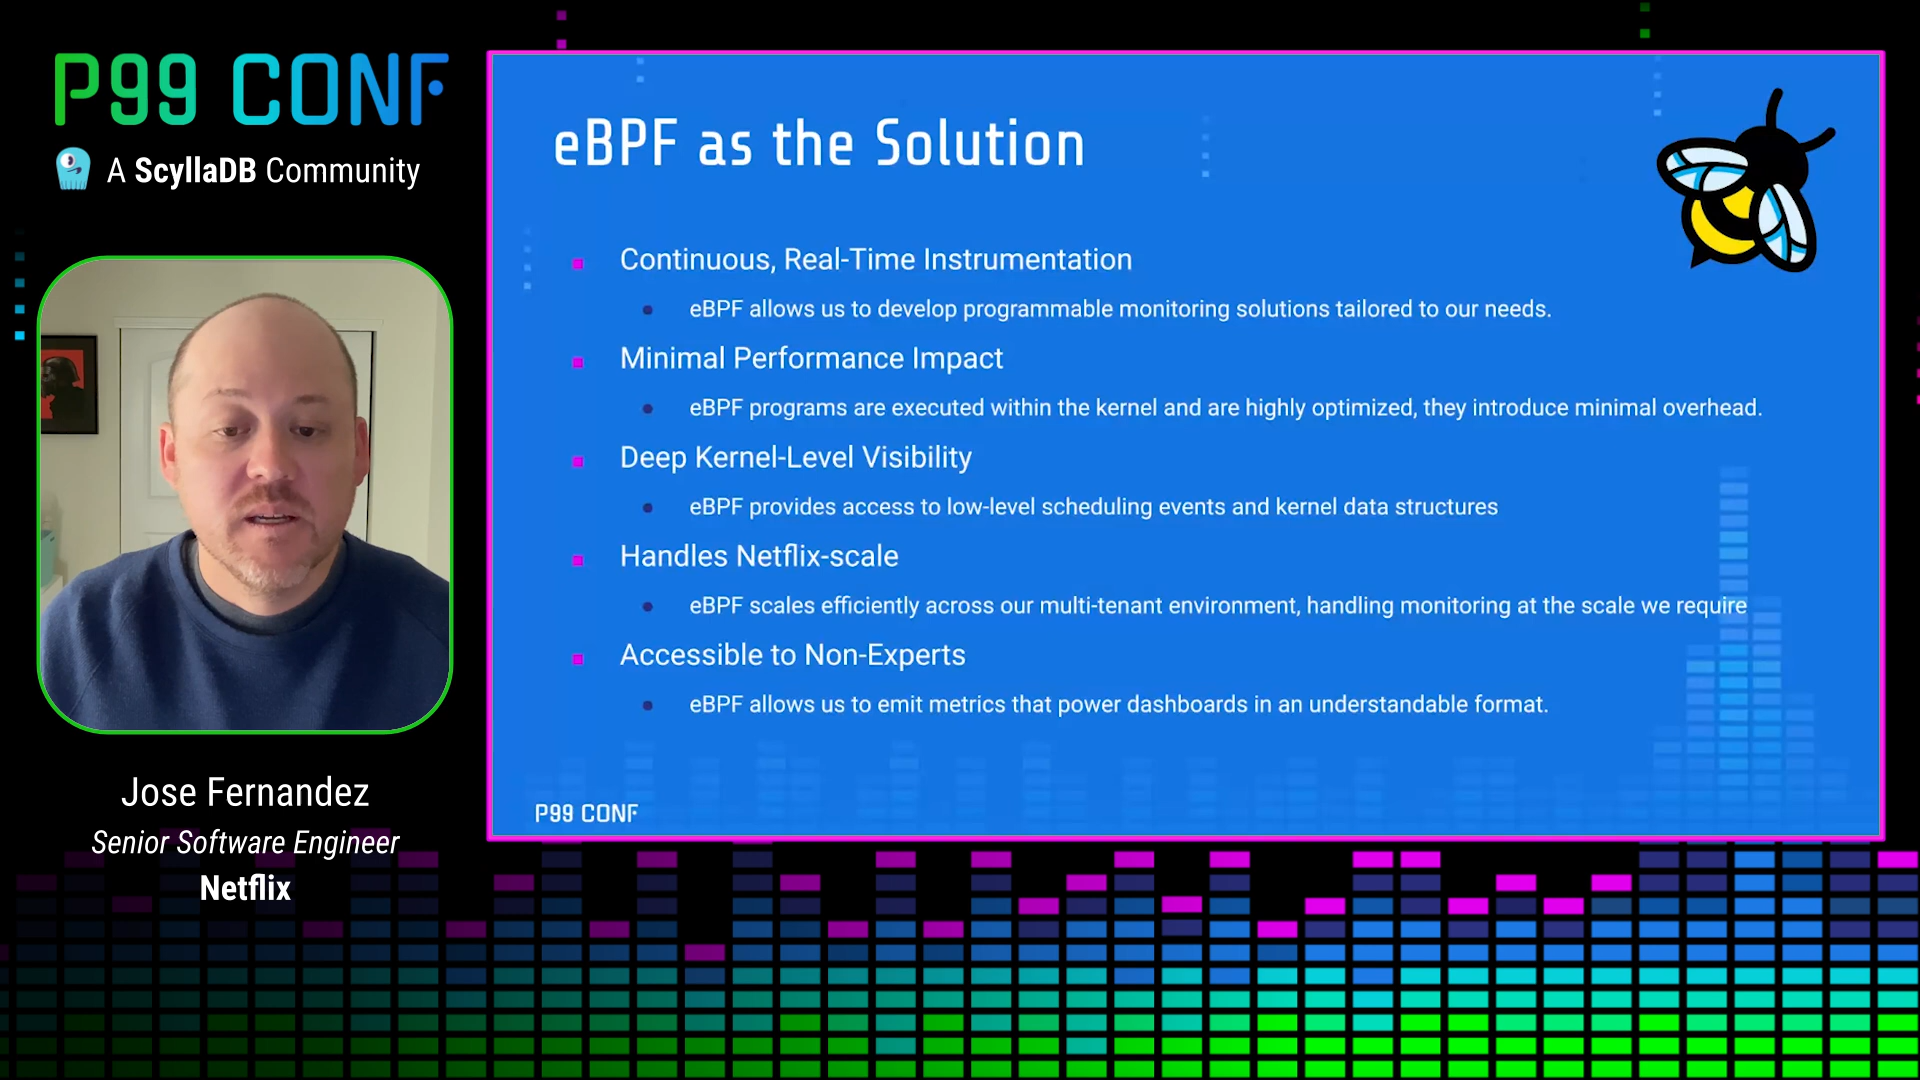 P99 CONF
A ScyllaDB Community
Jose Fernandez
Senior Software Engineer
Netflix
eBPF as the Solution
Continuous, Real-Time Instrumentation
eBPF allows us to develop programmable monitoring solutions tailored to our needs.
Minimal Performance Impact
eBPF programs are executed within the kernel and are highly optimized, they introduce minimal overhead.
Deep Kernel-Level Visibility
eBPF provides access to low-level scheduling events and kernel data structures
Handles Netflix-scale
eBPF scales efficiently across our multi-tenant environment, handling monitoring at the scale we require
Accessible to Non-Experts
eBPF allows us to emit metrics that power dashboards in an understandable format.
P99 CONF